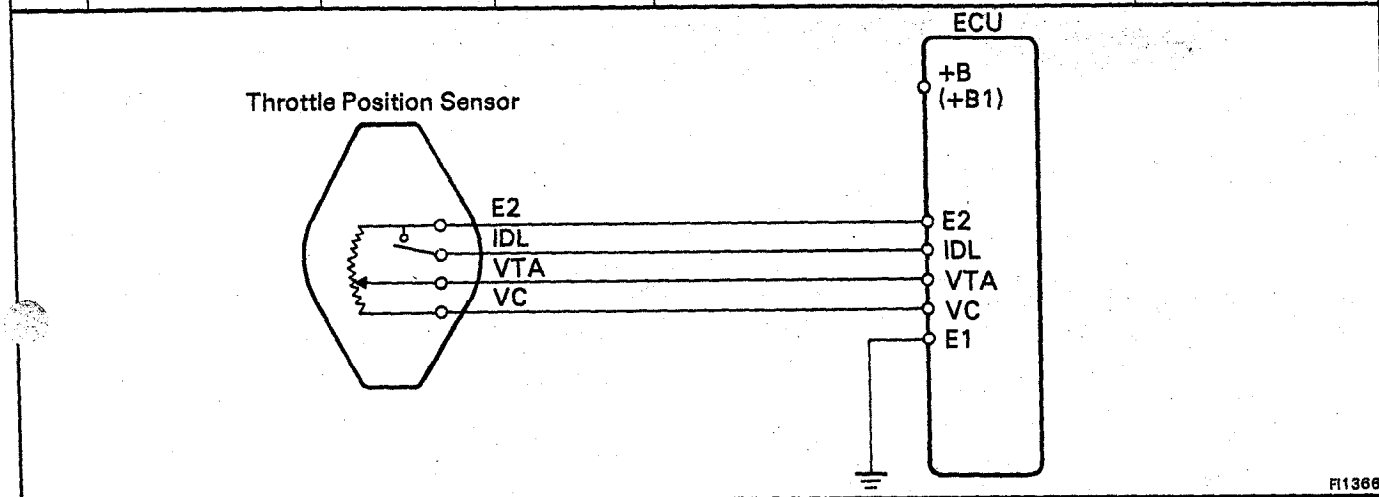 ECU
+B
(+B1)
Throttle Position Sensor
E2
IDL
VTA
VC
E2
IDL
VTA
VC
E1
FI1366